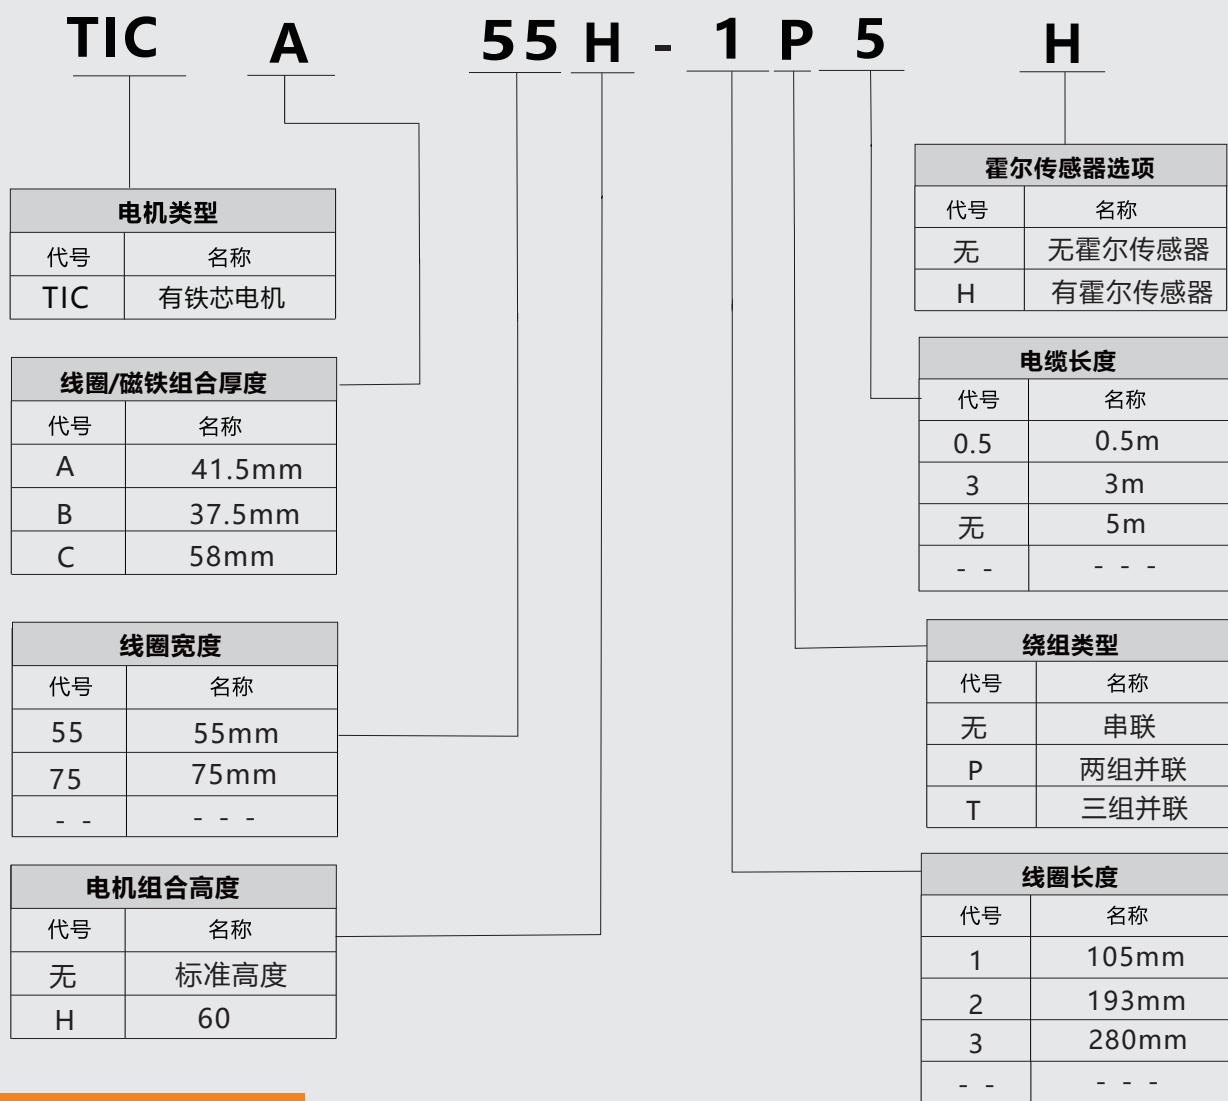 TIC A 55 H - 1 P 5 H
电机类型
代号 名称
TIC 有铁芯电机
线圈/磁铁组合厚度
代号 名称
A 41.5mm
B 37.5mm
C 58mm
线圈宽度
代号 名称
55 55mm
75 75mm
- - - - -
电机组合高度
代号 名称
无 标准高度
H 60
霍尔传感器选项
代号 名称
无 无霍尔传感器
H 有霍尔传感器
电缆长度
代号 名称
0.5 0.5m
3 3m
无 5m
- - - - -
绕组类型
代号 名称
无 串联
P 两组并联
T 三组并联
线圈长度
代号 名称
1 105mm
2 193mm
3 280mm
- - - - -